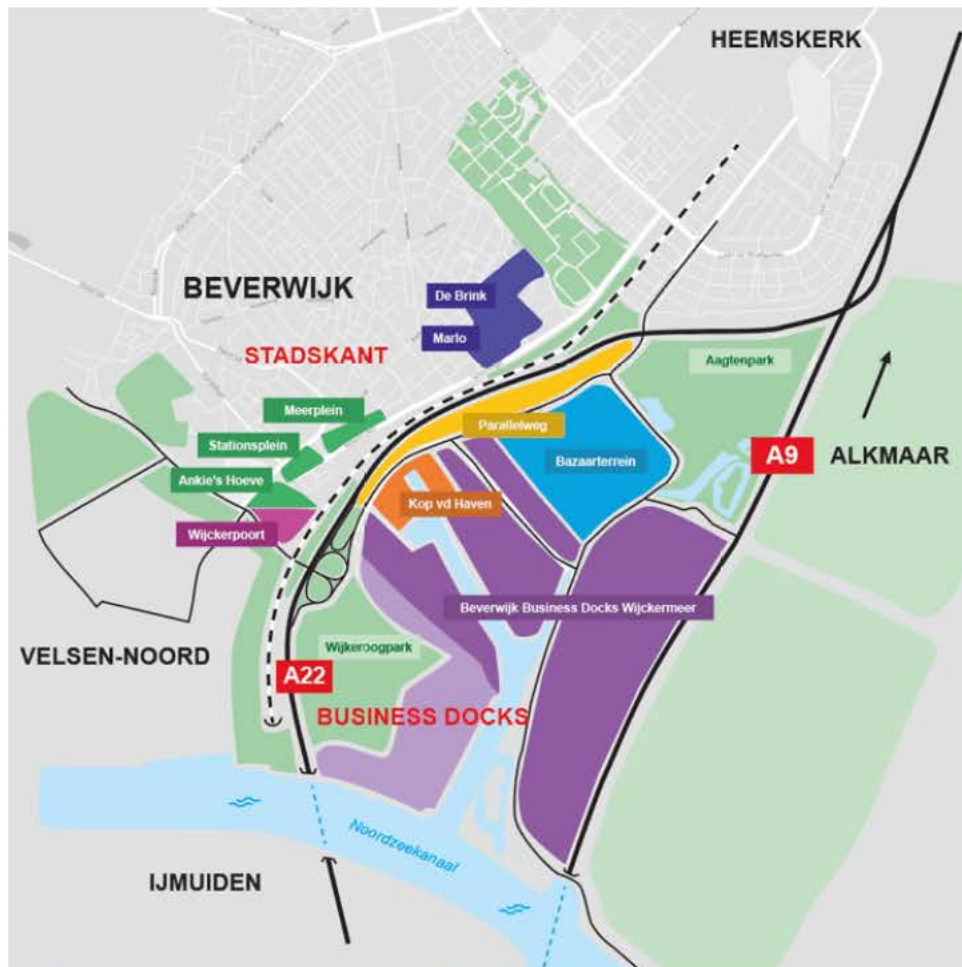 HEEMSKERK
BEVERWIJK
De Brink
Marlo
STADSKANT
Aagtenpark
Meerplein
Parallelweg
Stationsplein
Bazaarterrein
A9
ALKMAAR
Ankie's Hoeve
Kop vd Haven
Wijckerpoort
Beverwijk Business Docks Wijckermeer
Wijkeroogpark
VELSEN-NOORD
A22
BUSINESS DOCKS
Noordzeekanaal
IJMUIDEN